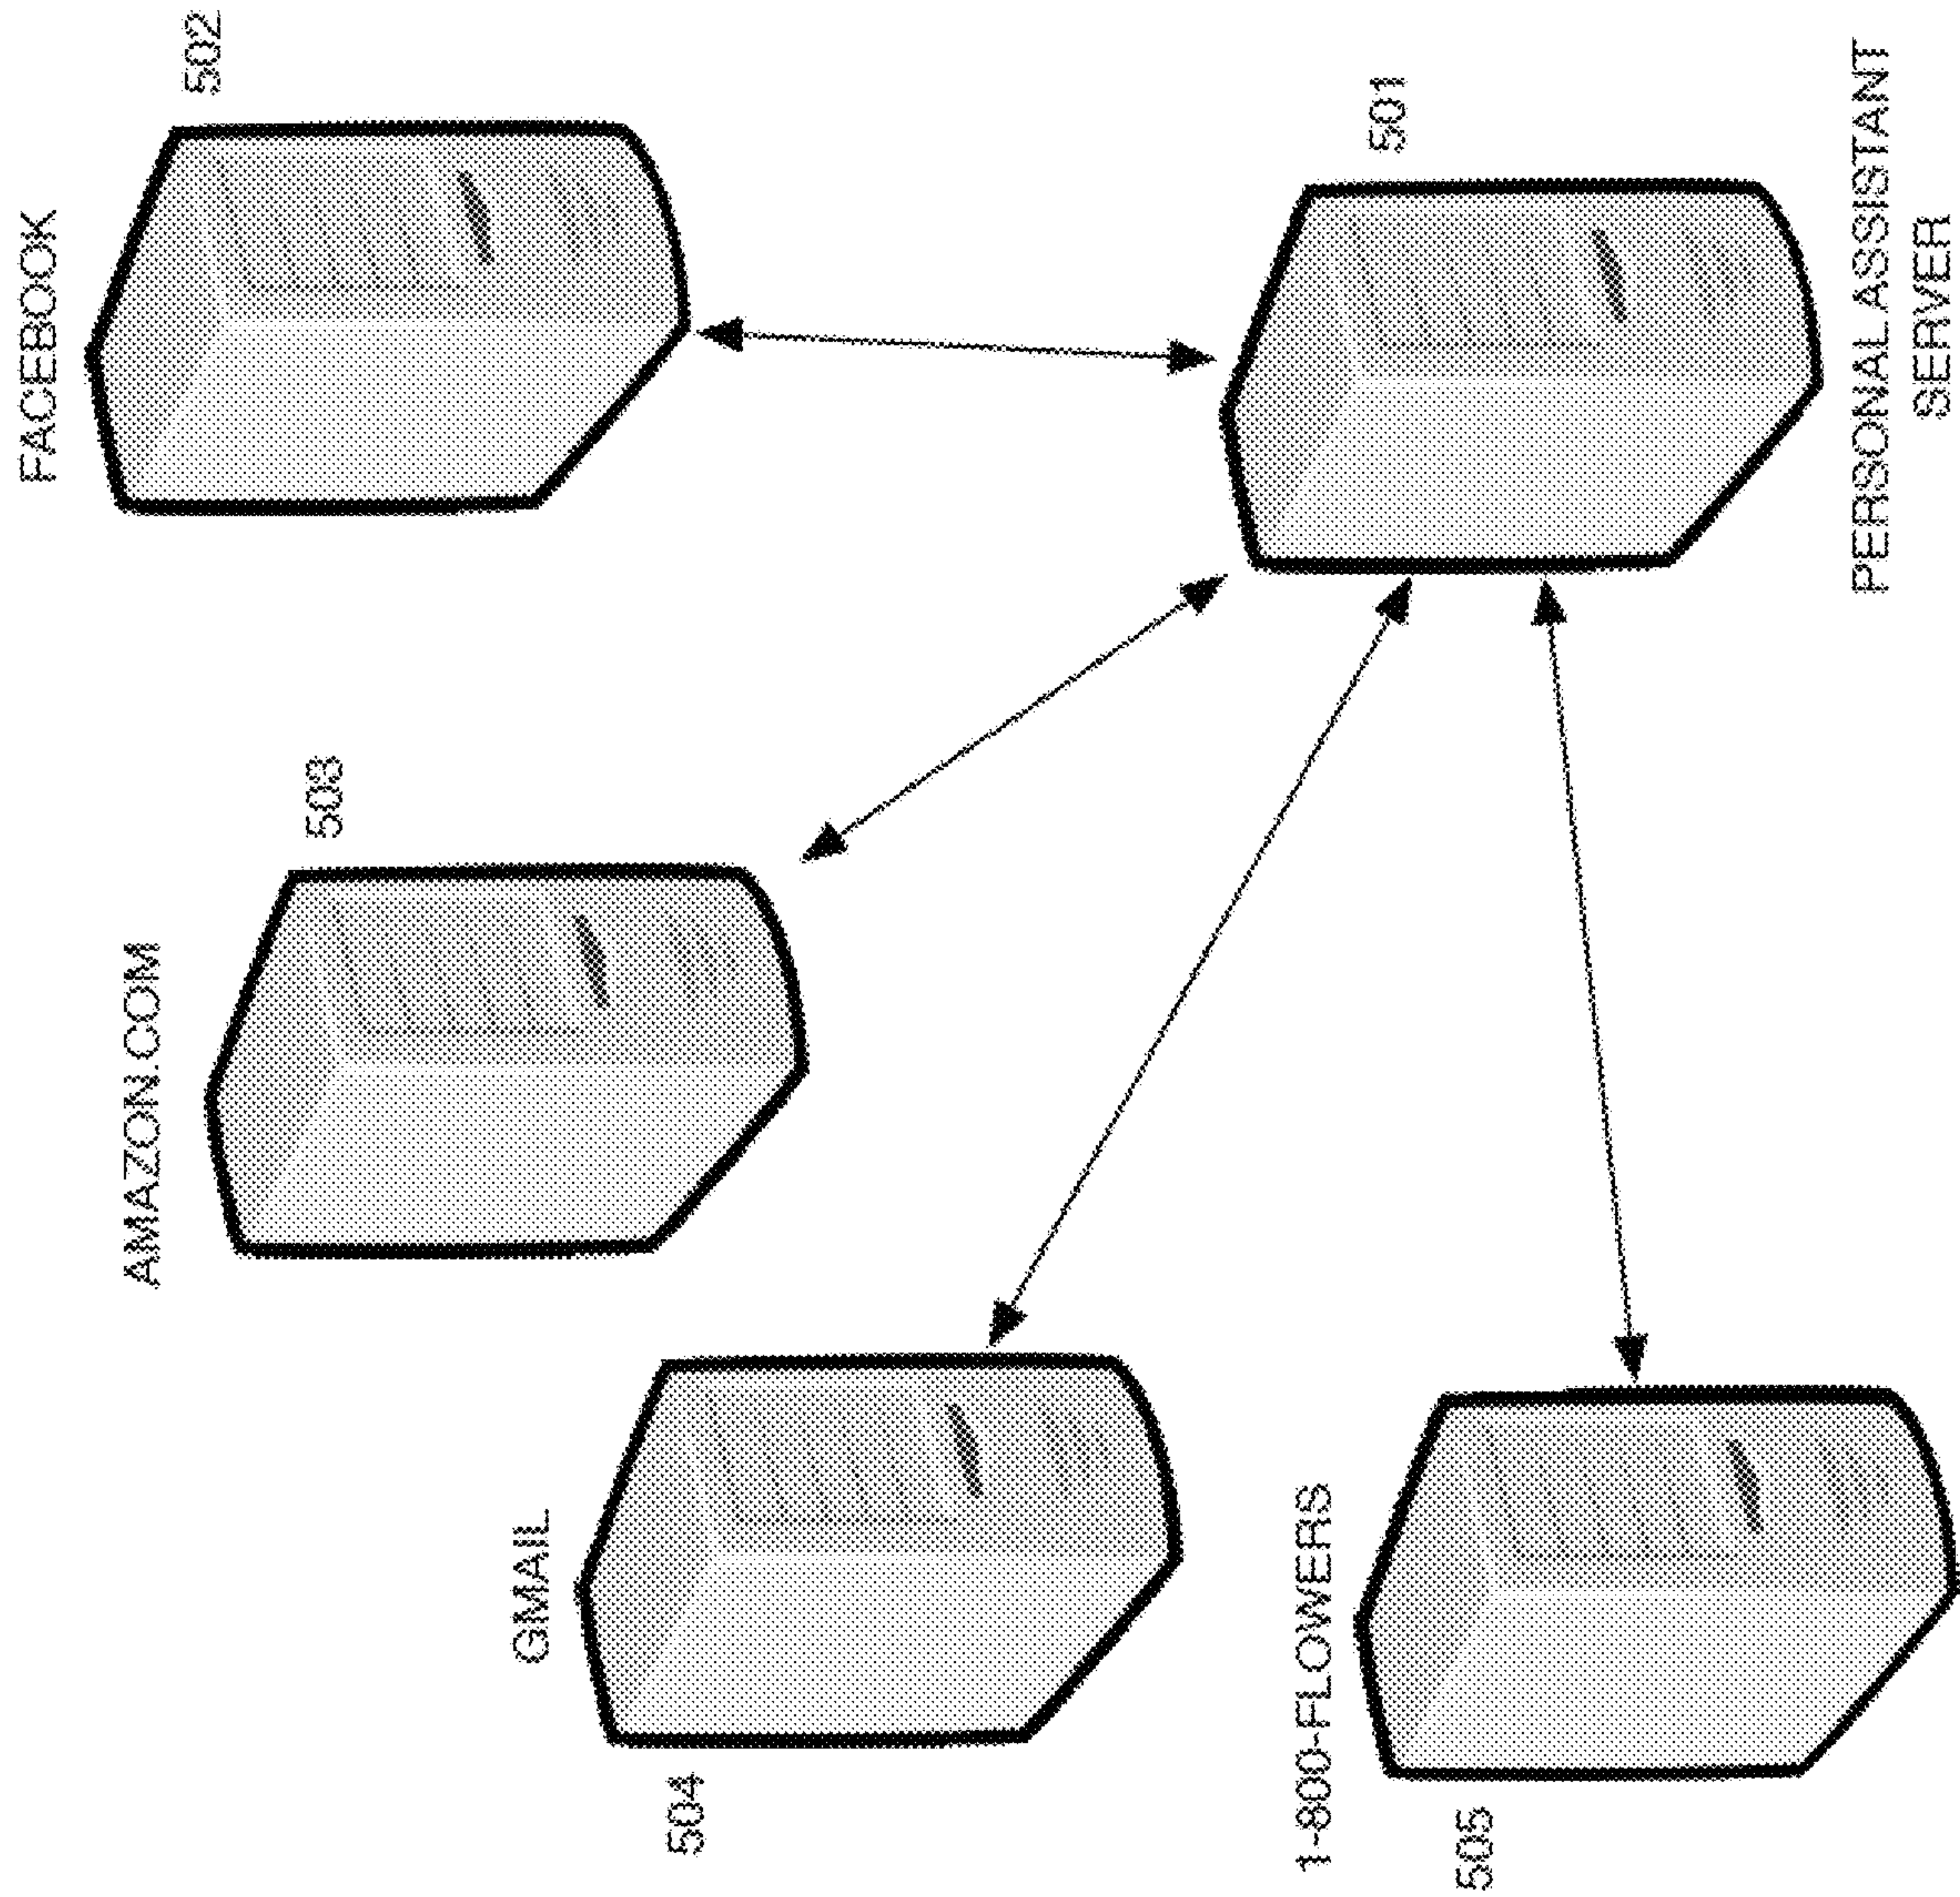 FACEBOOK
502
AMAZON.COM
503
GMAIL
504
1-800-FLOWERS
505
501
PERSONAL ASSISTANT
SERVER